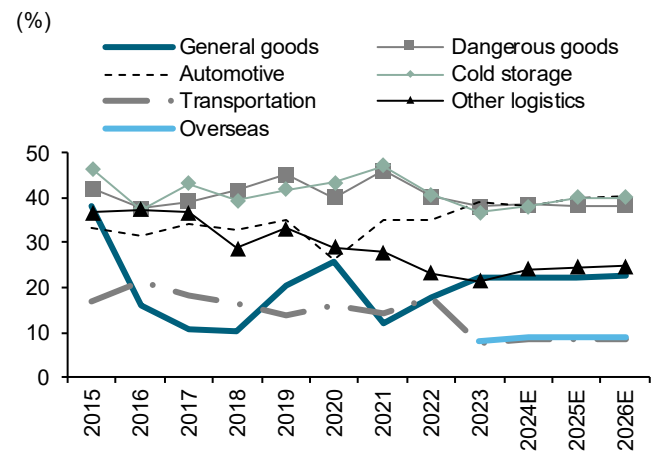 (%)
General goods
Dangerous goods
Automotive
Cold storage
Transportation
Other logistics
Overseas
50
40
30
20
10
0
2015
2016
2017
2018
2019
2020
2021
2022
2023
2024E
2025E
2026E